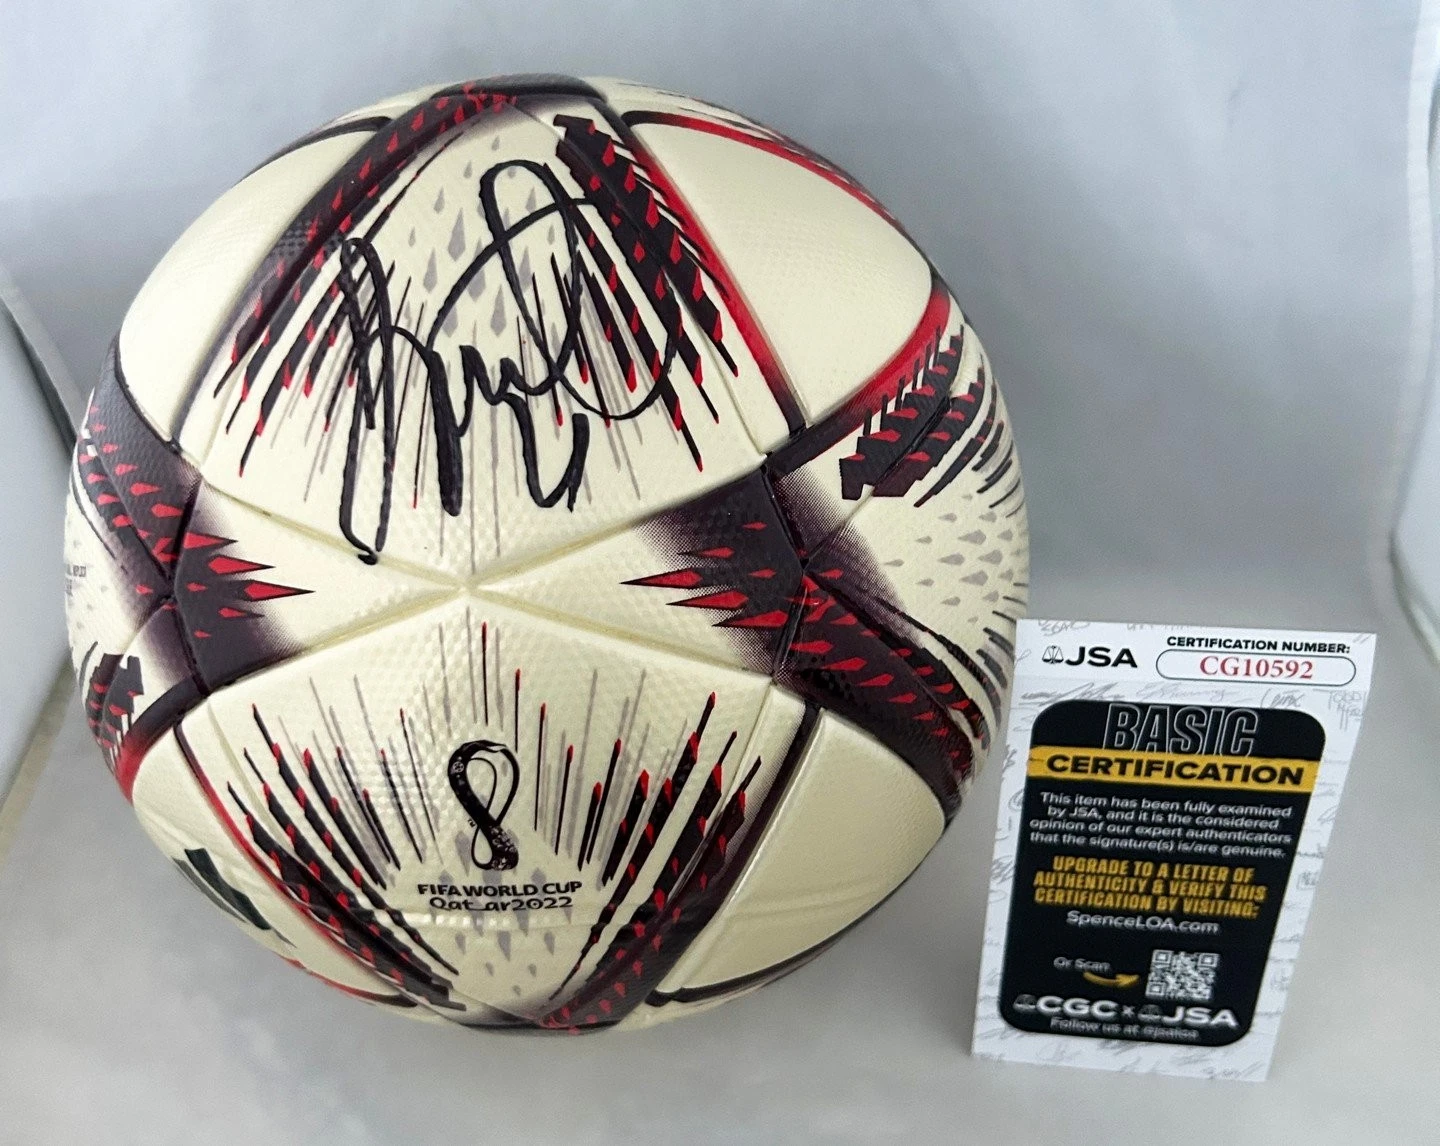 FIFA WORLD CUP
Qatar2022
JSA
CERTIFICATION NUMBER:
CG10592
BASIC
CERTIFICATION
This item has been fully examined
by JSA, and it is the considered
opinion of our expert authenticators
that the signature(s) is/are genuine.
UPGRADE TO A LETTER OF
AUTHENTICITY & VERIFY THIS
CERTIFICATION BY VISITING:
SpenceLOA.com
Or Scan
CGC x JSA
Follow us at @psaloa